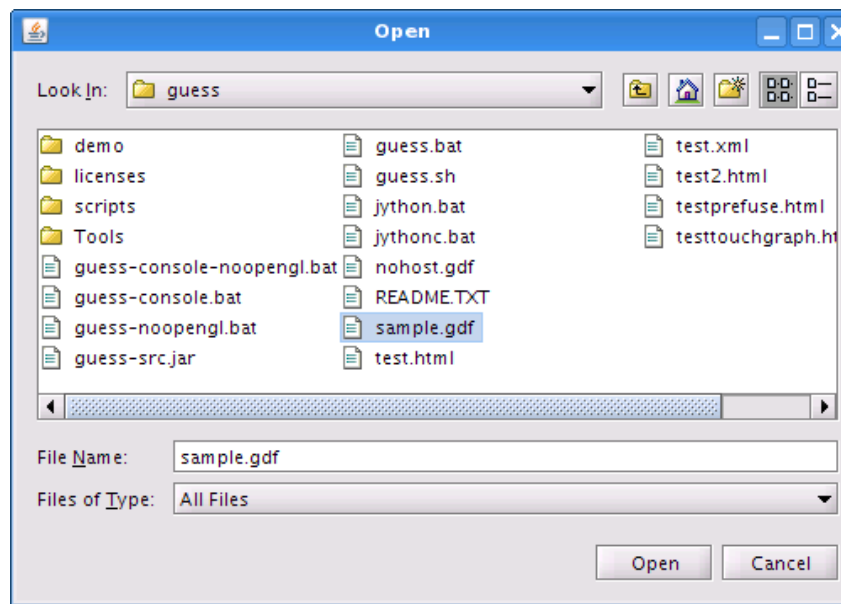 Open
Look In: guess
demo
licenses
scripts
Tools
guess-console-noopengl.bat
guess-console.bat
guess-noopengl.bat
guess-src.jar
guess.bat
guess.sh
jython.bat
jythonc.bat
nohost.gdf
README.TXT
sample.gdf
test.html
test.xml
test2.html
testprefuse.html
testtouchgraph.ht
File Name: sample.gdf
Files of Type: All Files
Open Cancel